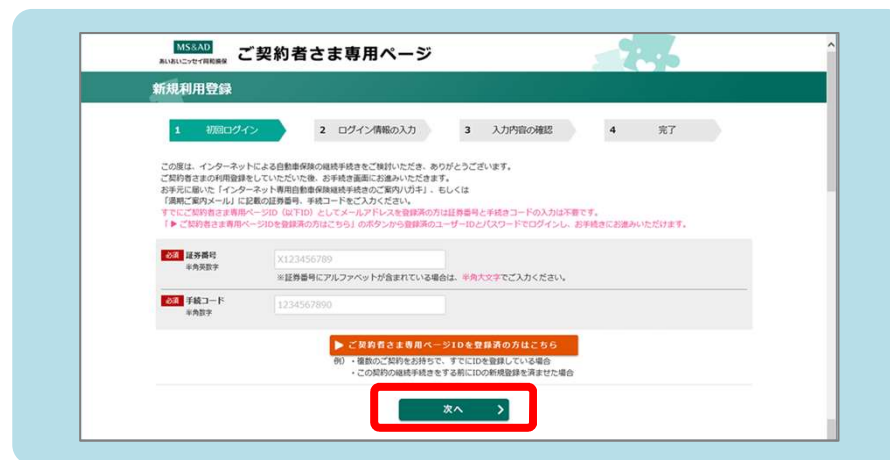 MS&AD
あいおいニッセイ同和損保
ご契約者さま専用ページ
新規利用登録
1 初回ログイン 2 ログイン情報の入力 3 入力内容の確認 4 完了
この度は、インターネットによる自動車保険の継続手続きをご検討いただき、ありがとうございます。
ご契約者さまの利用登録をしていただいた後、お手続き画面にお進みいただきます。
お手元に届いた「インターネット専用自動車保険継続手続きのご案内ハガキ」、もしくは
「満期ご案内メール」に記載の証券番号、手続コードをご入力ください。
すでにご契約者さま専用ページID（以下ID）としてメールアドレスを登録済の方は証券番号と手続きコードの入力は不要です。
「▶ご契約者さま専用ページIDを登録済の方はこちら」のボタンから登録済のユーザーIDとパスワードでログインし、お手続きにお進みいただけます。
必須 証券番号
半角英数字
X123456789
※証券番号にアルファベットが含まれている場合は、半角大文字でご入力ください。
必須 手続コード
半角数字
1234567890
▶ ご契約者さま専用ページIDを登録済の方はこちら
例）・複数のご契約をお持ちで、すでにIDを登録している場合
・この契約の継続手続きをする前にIDの新規登録を済ませた場合
次へ